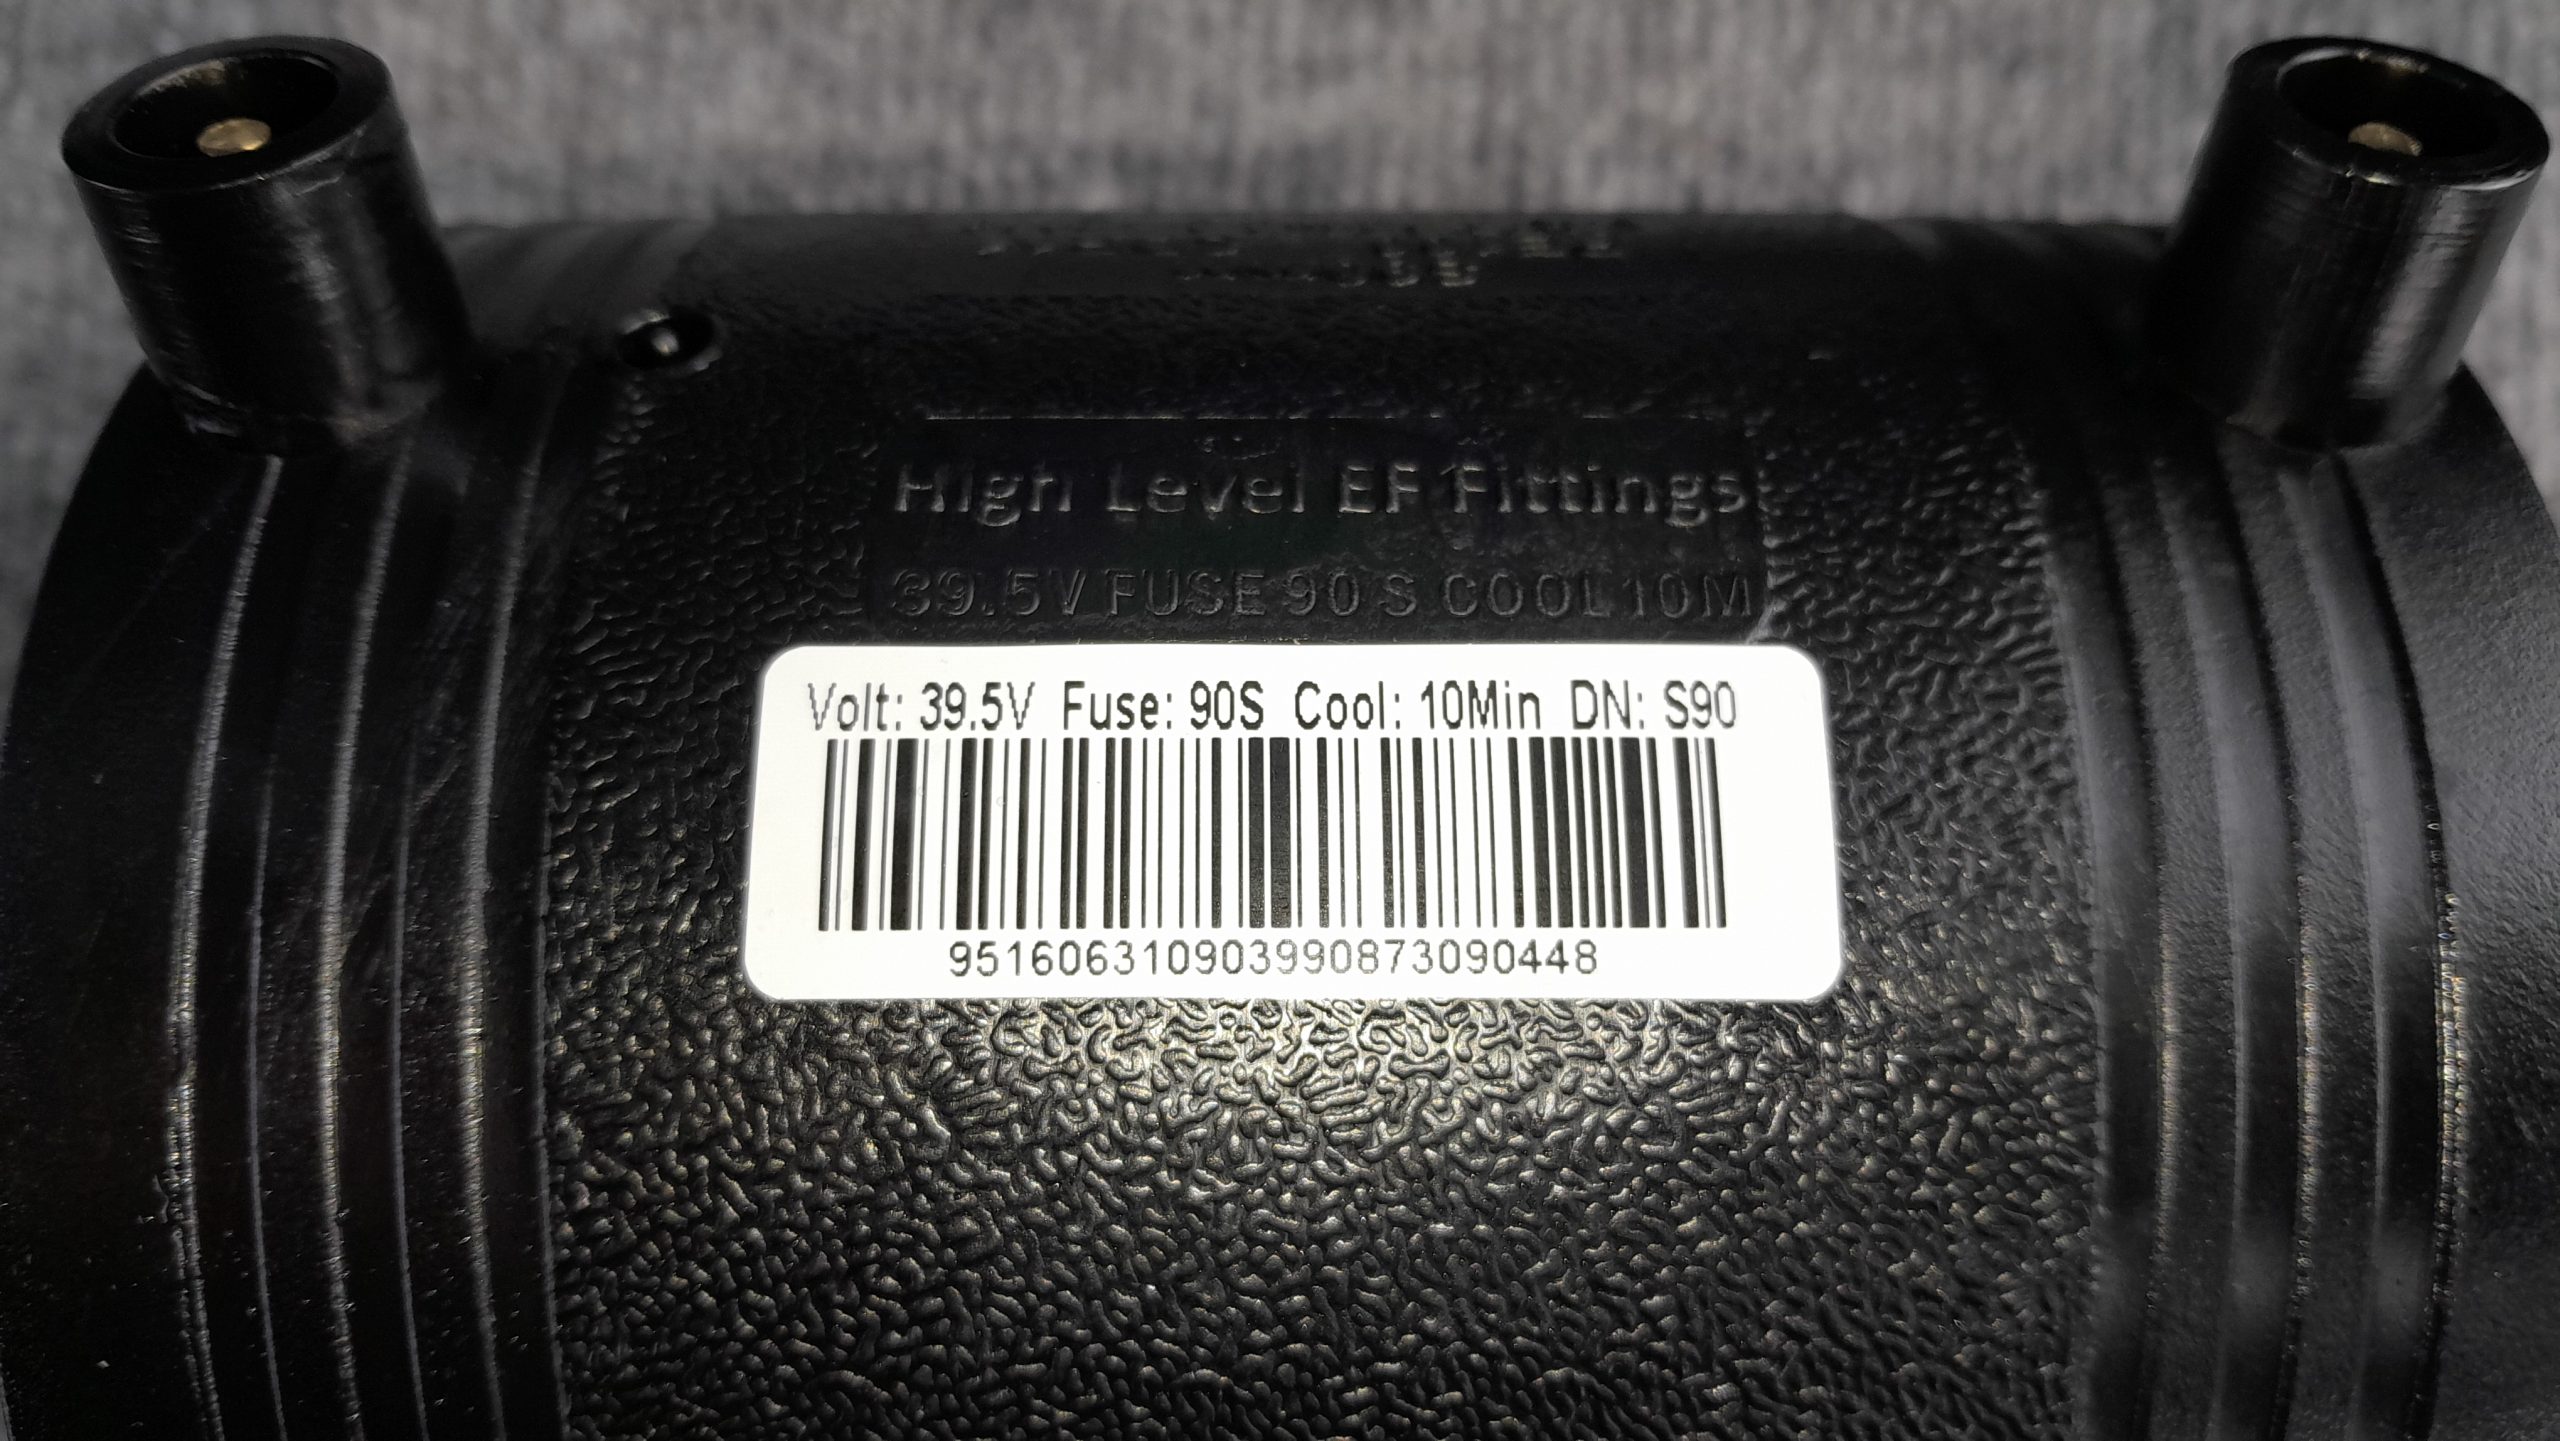 High Level EF Fittings
39.5V FUSE 90 S COOL 10M
Volt: 39.5V Fuse: 90S Cool: 10Min DN: S90
951606310903990873090448